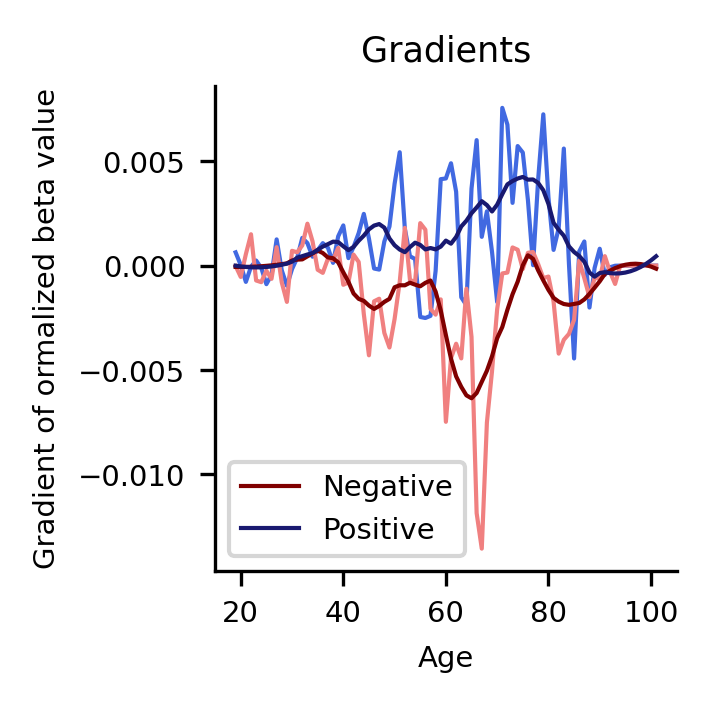 Gradients
Gradient of ormalized beta value
0.005
0.000
−0.005
−0.010
Negative
Positive
20 40 60 80 100
Age